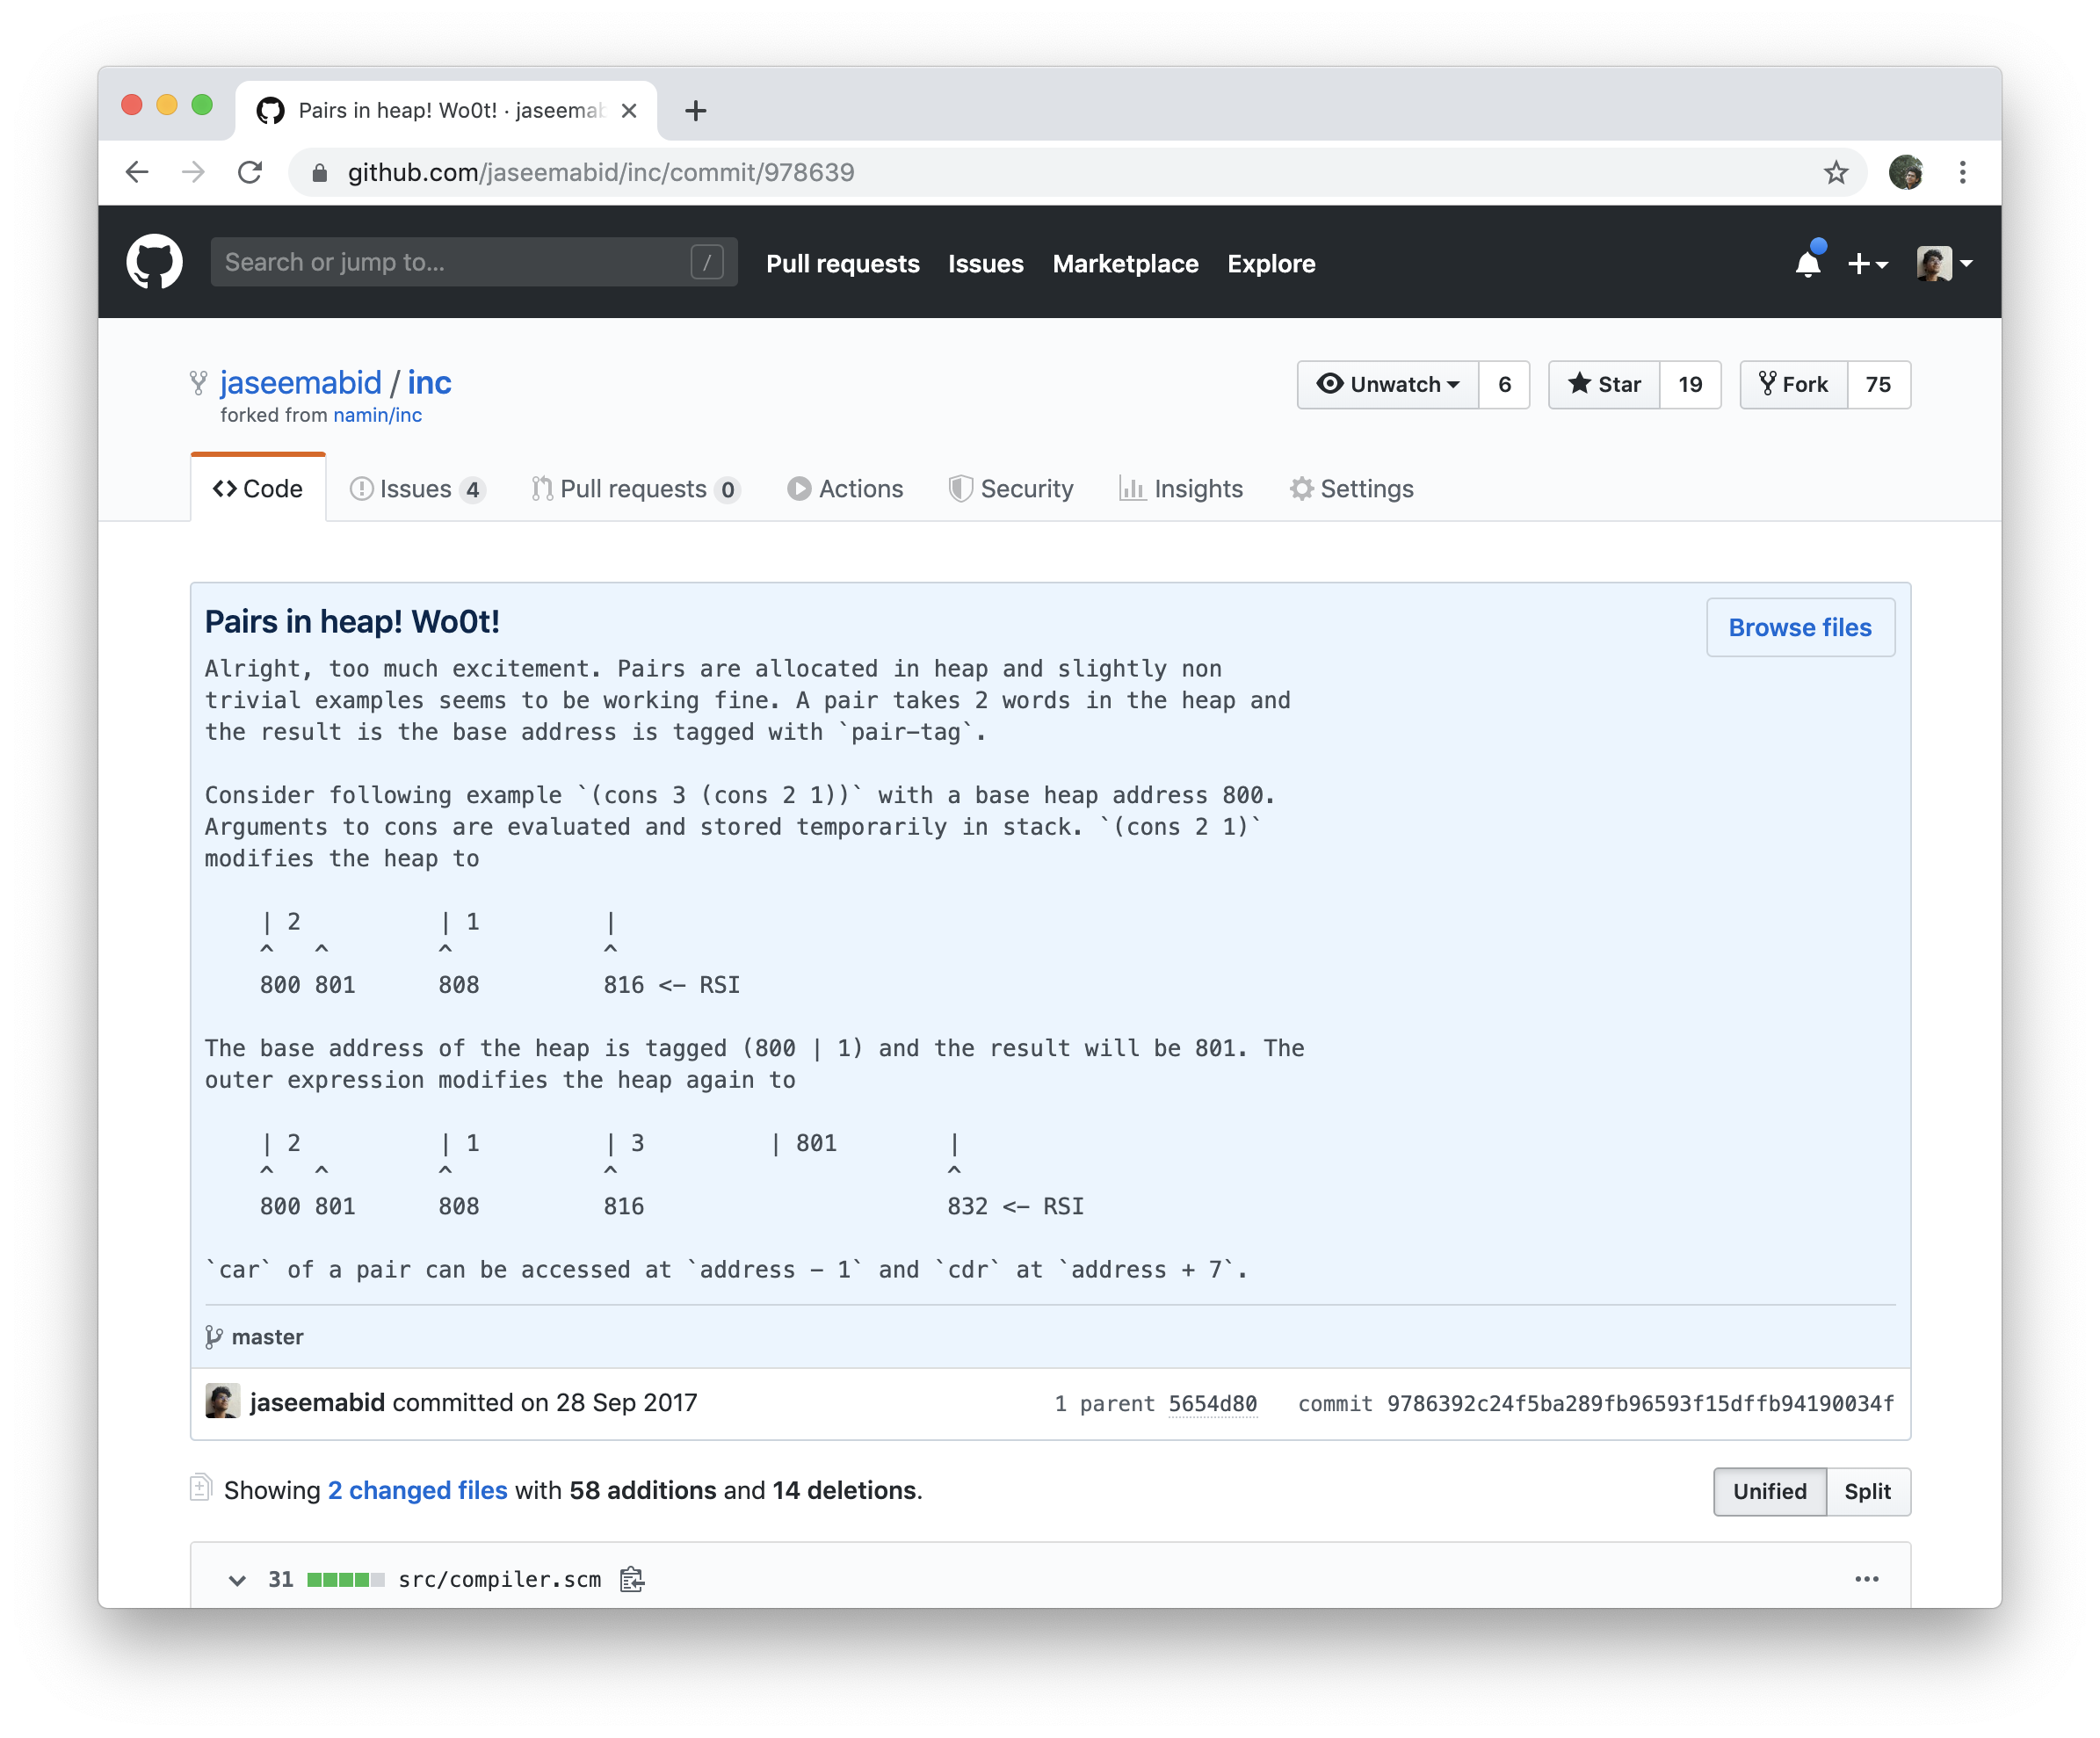 Pairs in heap! Wo0t! · jaseemab
github.com/jaseemabid/inc/commit/978639
Search or jump to... /
Pull requests Issues Marketplace Explore
jaseemabid / inc
Unwatch 6 Star 19 Fork 75
forked from namin/inc
Code Issues 4 Pull requests 0 Actions Security Insights Settings
Pairs in heap! Wo0t!
Browse files
Alright, too much excitement. Pairs are allocated in heap and slightly non
trivial examples seems to be working fine. A pair takes 2 words in the heap and
the result is the base address is tagged with `pair-tag`.
Consider following example `(cons 3 (cons 2 1))` with a base heap address 800.
Arguments to cons are evaluated and stored temporarily in stack. `(cons 2 1)`
modifies the heap to
| 2          | 1         |
^   ^        ^           ^
800 801      808         816 <- RSI
The base address of the heap is tagged (800 | 1) and the result will be 801. The
outer expression modifies the heap again to
| 2          | 1         | 3         | 801        |
^   ^        ^           ^                        ^
800 801      808         816                      832 <- RSI
`car` of a pair can be accessed at `address - 1` and `cdr` at `address + 7`.
master
jaseemabid committed on 28 Sep 2017
1 parent 5654d80 commit 9786392c24f5ba289fb96593f15dffb94190034f
Showing 2 changed files with 58 additions and 14 deletions.
Unified Split
31 src/compiler.scm